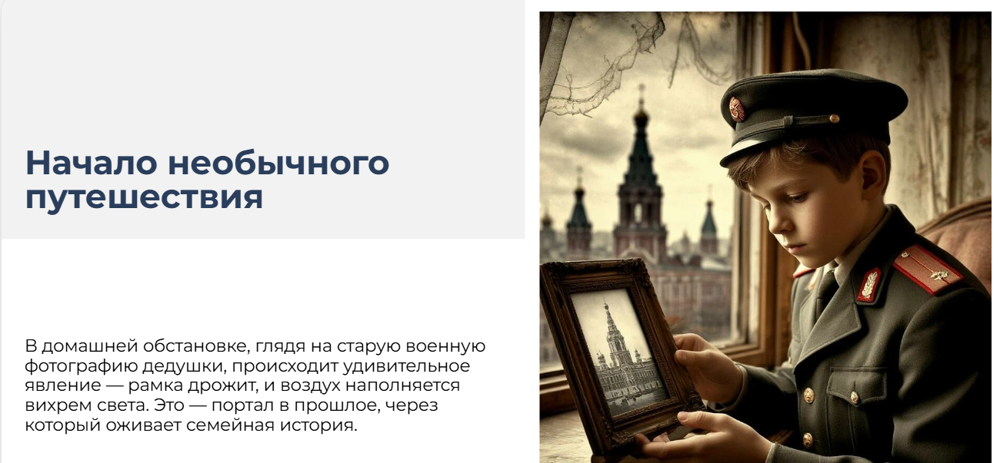 Начало необычного
путешествия
В домашней обстановке, глядя на старую военную
фотографию дедушки, происходит удивительное
явление — рамка дрожит, и воздух наполняется
вихрем света. Это — портал в прошлое, через
который оживает семейная история.